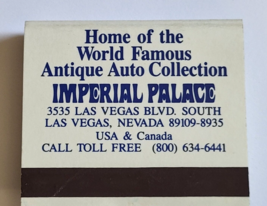 Home of the
World Famous
Antique Auto Collection
IMPERIAL PALACE
3535 LAS VEGAS BLVD. SOUTH
LAS VEGAS, NEVADA 89109-8935
USA & Canada
CALL TOLL FREE (800) 634-6441